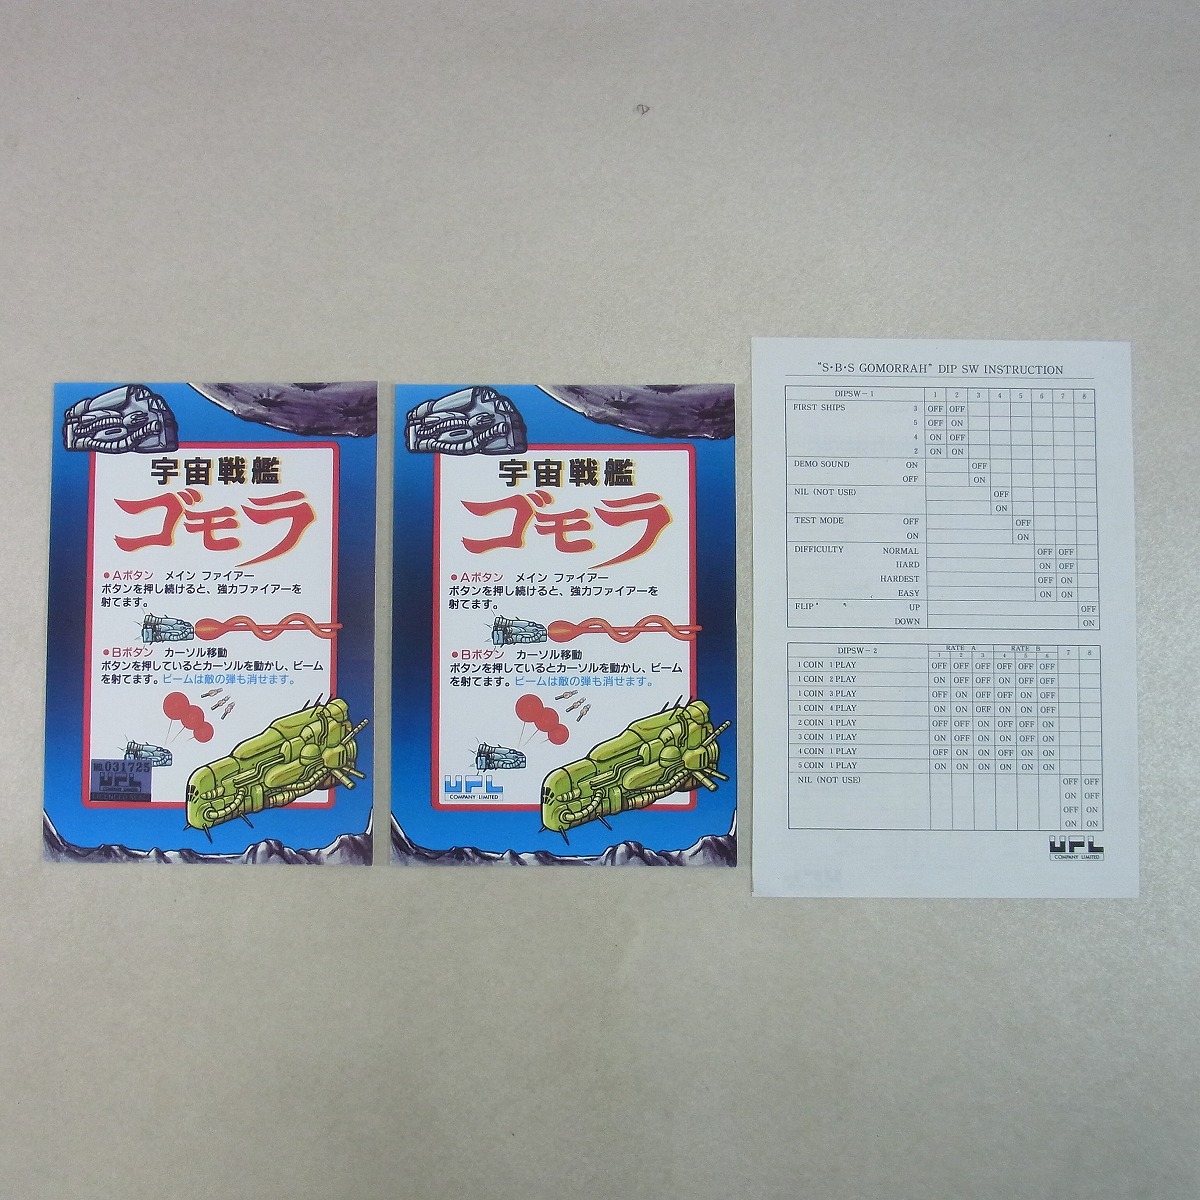 宇宙戦艦
ゴモラ
●Aボタン メイン ファイアー
ボタンを押し続けると、強力ファイアーを
射てます。
●Bボタン カーソル移動
ボタンを押しているとカーソルを動かし、ビーム
を射てます。ビームは敵の弾も消せます。
NO.031725
UPL
宇宙戦艦
ゴモラ
●Aボタン メイン ファイアー
ボタンを押し続けると、強力ファイアーを
射てます。
●Bボタン カーソル移動
ボタンを押しているとカーソルを動かし、ビーム
を射てます。ビームは敵の弾も消せます。
UPL
COMPANY LIMITED
"S・B・S GOMORRAH" DIP SW INSTRUCTION
DIPSW-1 1 2 3 4 5 6 7 8
FIRST SHIPS 3 OFF OFF
5 OFF ON
4 ON OFF
2 ON ON
DEMO SOUND ON OFF
OFF ON
NIL (NOT USE) OFF
ON
TEST MODE OFF OFF
ON ON
DIFFICULTY NORMAL OFF OFF
HARD ON OFF
HARDEST OFF ON
EASY ON ON
FLIP UP OFF
DOWN ON
DIPSW-2 RATE A RATE B
1 2 3 4 5 6 7 8
1 COIN 1 PLAY OFF OFF OFF OFF OFF OFF
1 COIN 2 PLAY ON OFF OFF ON OFF OFF
1 COIN 3 PLAY OFF ON OFF OFF ON OFF
1 COIN 4 PLAY ON ON OFF ON ON OFF
2 COIN 1 PLAY OFF OFF ON OFF OFF ON
3 COIN 1 PLAY ON OFF ON ON OFF ON
4 COIN 1 PLAY OFF ON ON OFF ON ON
5 COIN 1 PLAY ON ON ON ON ON ON
NIL (NOT USE) OFF OFF
ON OFF
OFF ON
ON ON
UPL
COMPANY LIMITED